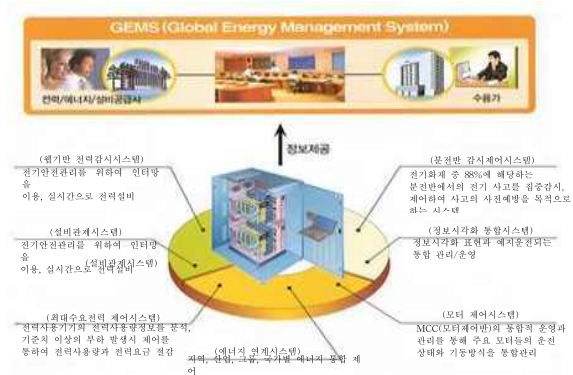 GEMS (Global Energy Management System)
전력/에너지/설비공급사
수용가
정보제공
(웹기반 전력감시시스템)
전기안전관리를 위하여 인터망
을
이용, 실시간으로 전력설비
(설비관제시스템)
전기안전관리를 위하여 인터망
을
(설비관제시스템)
이용, 실시간으로 전력설비
(최대수요전력 제어시스템)
전력사용기기의 전력사용량정보를 분석,
기준치 이상의 부하 발생시 제어를
통하여 전력사용량과 전력요금 절감
(에너지 연계시스템)
지역, 산업, 그룹, 국가별 에너지 통합 제
어
(분전반 감시제어시스템)
전기화재 중 88%에 해당하는
분전반에서의 전기 사고를 집중감시,
제어하여 사고의 사전예방을 목적으로
하는 시스템
(정보시각화 통합시스템)
정보시각화 표현과 예지운전되는
통합 관리/운영
(모터 제어시스템)
MCC(모터제어반)의 통합적 운영과
관리를 통해 주요 모터들의 운전
상태와 기동방식을 통합관리